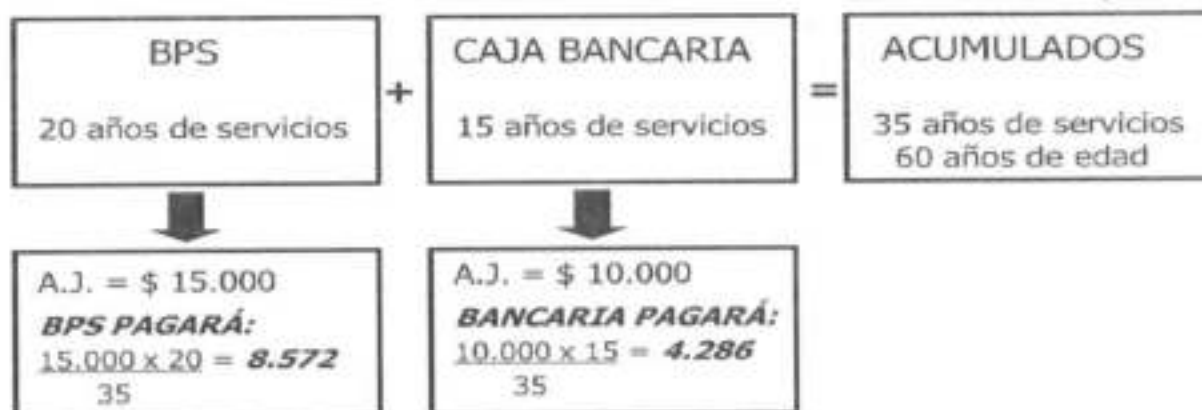 BPS
20 años de servicios
+
CAJA BANCARIA
15 años de servicios
=
ACUMULADOS
35 años de servicios
60 años de edad
A.J. = $ 15.000
BPS PAGARÁ:
15.000 x 20 = 8.572
35
A.J. = $ 10.000
BANCARIA PAGARÁ:
10.000 x 15 = 4.286
35